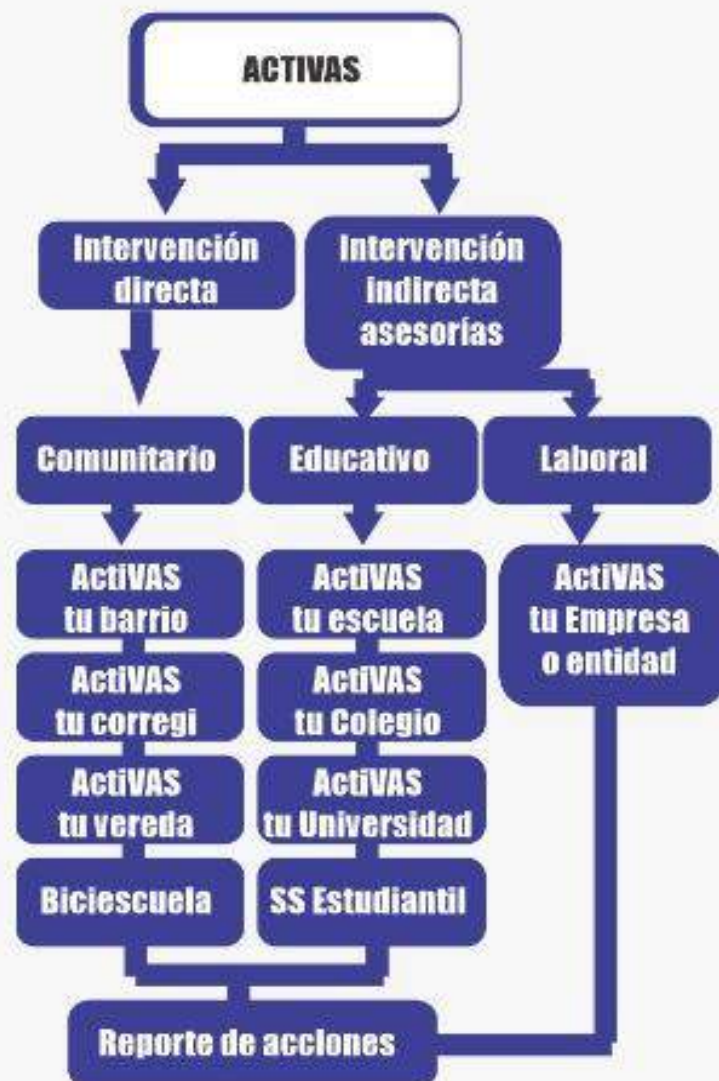 ACTIVAS
Intervención
directa
Intervención
indirecta
asesorías
Comunitario
Educativo
Laboral
ActiVAS
tu barrio
ActiVAS
tu escuela
ActiVAS
tu Empresa
o entidad
ActiVAS
tu corregi
ActiVAS
tu Colegio
ActiVAS
tu vereda
ActiVAS
tu Universidad
Biciescuela
SS Estudiantil
Reporte de acciones